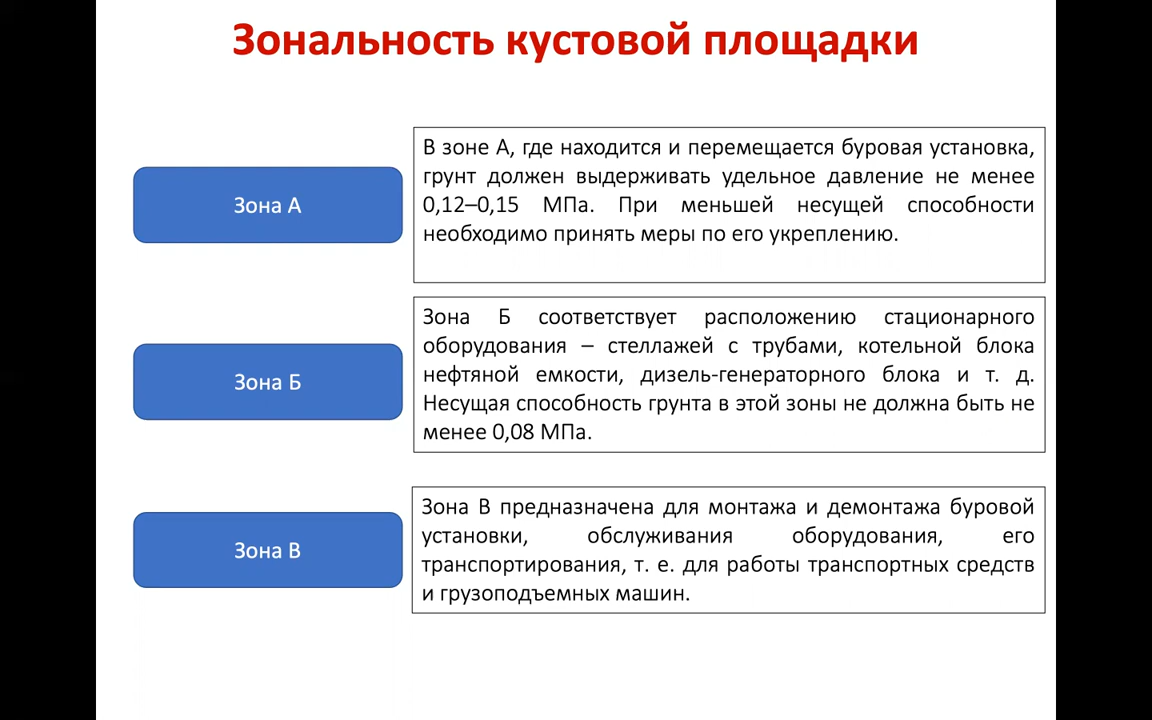 Зональность кустовой площадки
Зона А
В зоне А, где находится и перемещается буровая установка,
грунт должен выдерживать удельное давление не менее
0,12–0,15 МПа. При меньшей несущей способности
необходимо принять меры по его укреплению.
Зона Б
Зона Б соответствует расположению стационарного
оборудования – стеллажей с трубами, котельной блока
нефтяной емкости, дизель-генераторного блока и т. д.
Несущая способность грунта в этой зоны не должна быть не
менее 0,08 МПа.
Зона В
Зона В предназначена для монтажа и демонтажа буровой
установки, обслуживания оборудования, его
транспортирования, т. е. для работы транспортных средств
и грузоподъемных машин.